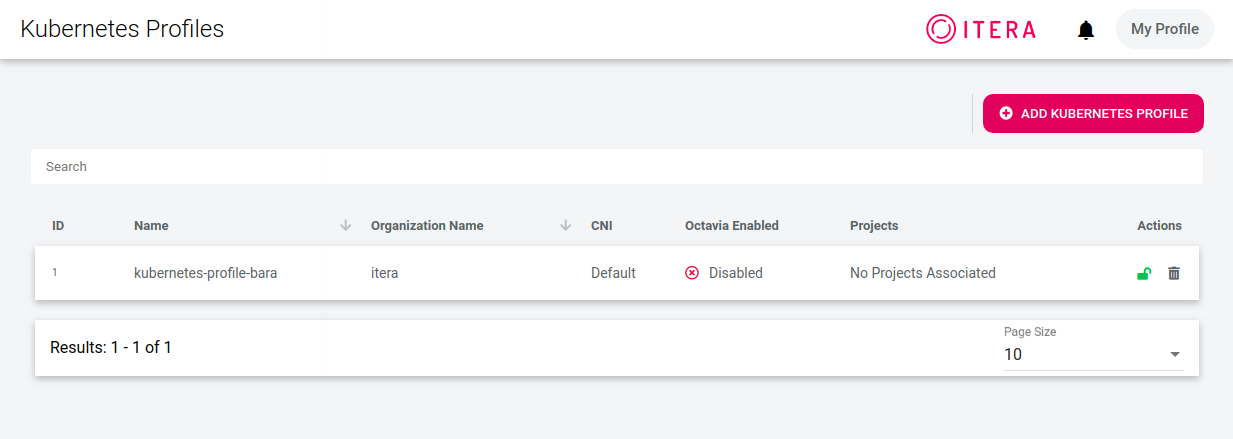 Kubernetes Profiles
ITERA
My Profile
ADD KUBERNETES PROFILE
Search
ID Name Organization Name CNI Octavia Enabled Projects Actions
1 kubernetes-profile-bara itera Default Disabled No Projects Associated
Page Size
Results: 1 - 1 of 1
10